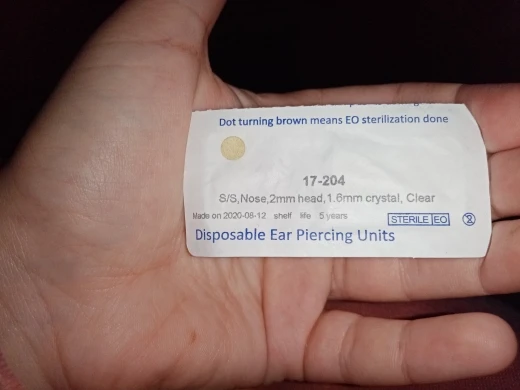 Dot turning brown means EO sterilization done
17-204
S/S,Nose,2mm head,1.6mm crystal, Clear
Made on 2020-08-12 shelf life 5 years
STERILE EO
2
Disposable Ear Piercing Units